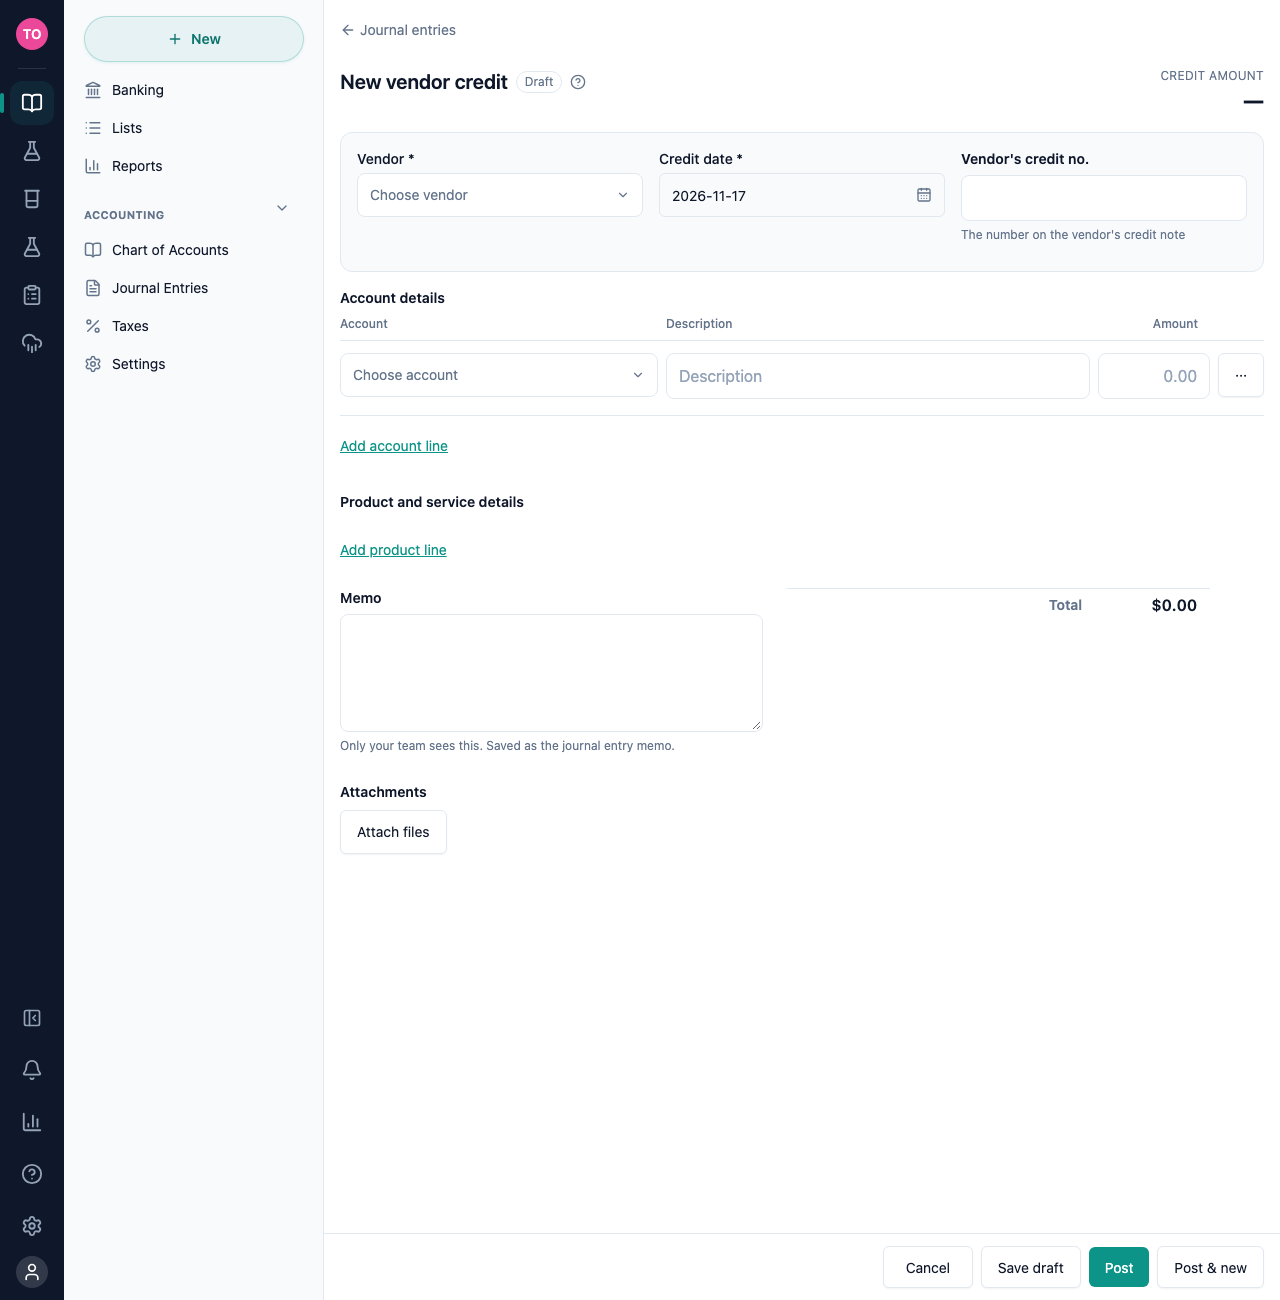 TO
New
Banking
Lists
Reports
ACCOUNTING
Chart of Accounts
Journal Entries
Taxes
Settings
Journal entries
New vendor credit
Draft
CREDIT AMOUNT
—
Vendor *
Choose vendor
Credit date *
2026-11-17
Vendor's credit no.
The number on the vendor's credit note
Account details
Account
Description
Amount
Choose account
Description
0.00
...
Add account line
Product and service details
Add product line
Memo
Only your team sees this. Saved as the journal entry memo.
Total
$0.00
Attachments
Attach files
Cancel
Save draft
Post
Post & new